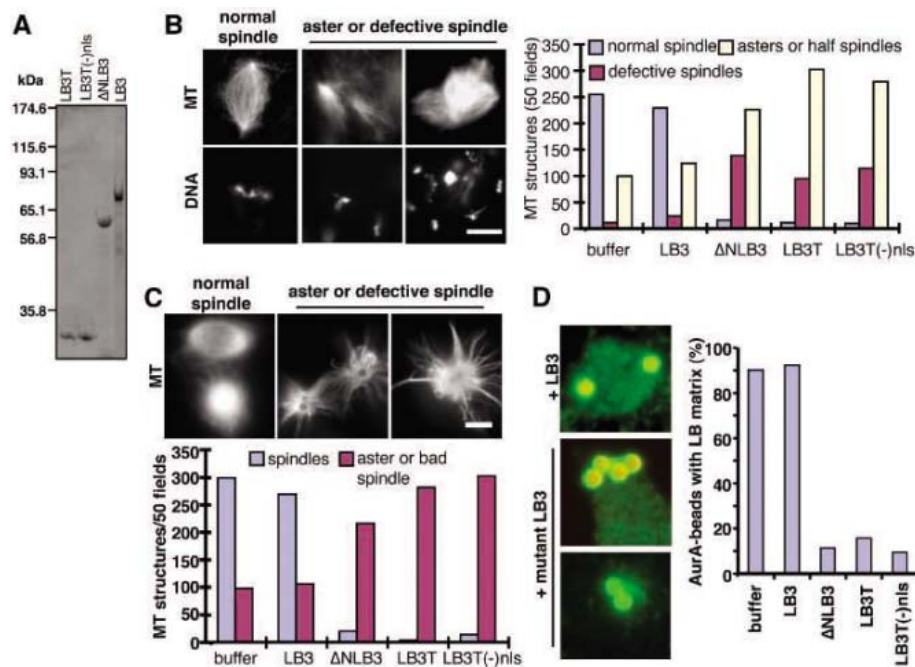 A
kDa
LB3T
LB3T(-)nls
ΔNLB3
LB3
174.6
115.6
93.1
65.1
56.8
35.8
B
normal
spindle
aster or defective spindle
MT
DNA
MT structures (50 fields)
350
300
250
200
150
100
50
0
normal spindle
asters or half spindles
defective spindles
buffer
LB3
ΔNLB3
LB3T
LB3T(-)nls
C
normal
spindle
aster or defective spindle
MT
MT structures/50 fields
350
300
250
200
150
100
50
0
spindles
aster or bad
spindle
buffer
LB3
ΔNLB3
LB3T
LB3T(-)nls
D
+ LB3
+ mutant LB3
AurA-beads with LB matrix (%)
90
60
40
20
10
0
buffer
LB3
ΔNLB3
LB3T
LB3T(-)nls